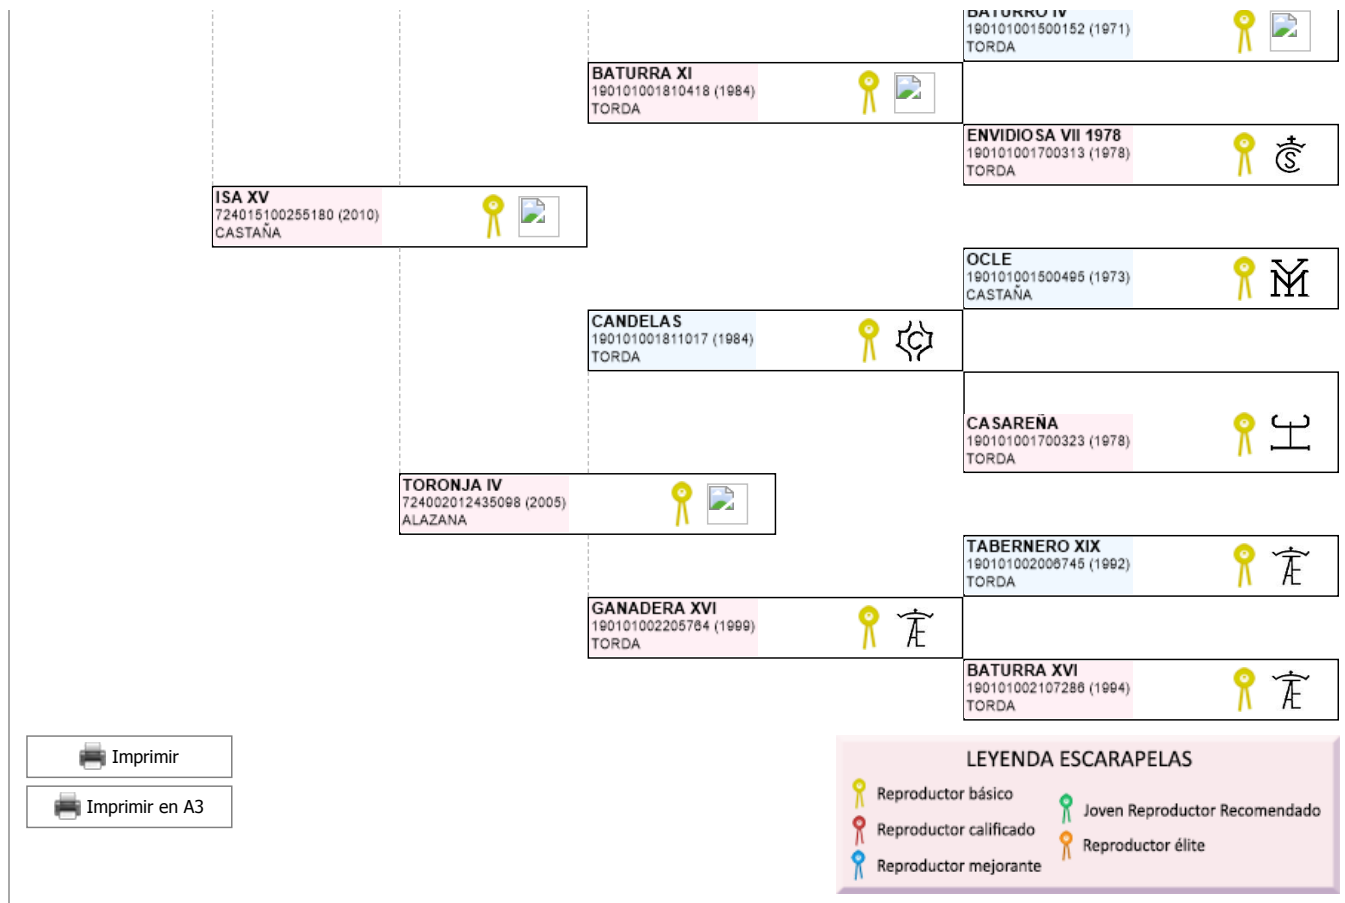 BATURRO IV
190101001500152 (1971)
TORDA
BATURRA XI
190101001810418 (1984)
TORDA
ENVIDIOSA VII 1978
190101001700313 (1978)
TORDA
ISA XV
724015100255180 (2010)
CASTAÑA
OCLE
190101001500495 (1973)
CASTAÑA
CANDELAS
190101001811017 (1984)
TORDA
CASAREÑA
190101001700323 (1978)
TORDA
TORONJA IV
724002012435098 (2005)
ALAZANA
TABERNERO XIX
190101002006745 (1992)
TORDA
GANADERA XVI
190101002205764 (1999)
TORDA
BATURRA XVI
190101002107286 (1994)
TORDA
Imprimir
Imprimir en A3
LEYENDA ESCARAPELAS
Reproductor básico
Reproductor calificado
Reproductor mejorante
Joven Reproductor Recomendado
Reproductor élite